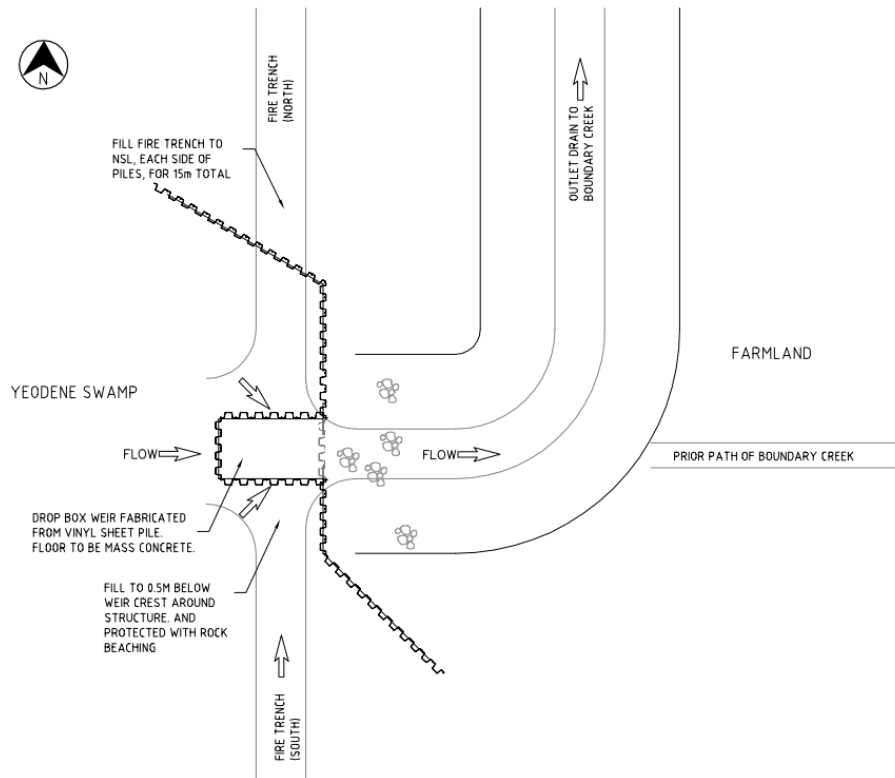 N
FIRE TRENCH
(NORTH)
FILL FIRE TRENCH TO
NSL, EACH SIDE OF
PILES, FOR 15m TOTAL
OUTLET DRAIN TO
BOUNDARY CREEK
FARMLAND
YEODENE SWAMP
FLOW
FLOW
PRIOR PATH OF BOUNDARY CREEK
DROP BOX WEIR FABRICATED
FROM VINYL SHEET PILE.
FLOOR TO BE MASS CONCRETE.
FILL TO 0.5M BELOW
WEIR CREST AROUND
STRUCTURE. AND
PROTECTED WITH ROCK
BEACHING
FIRE TRENCH
(SOUTH)